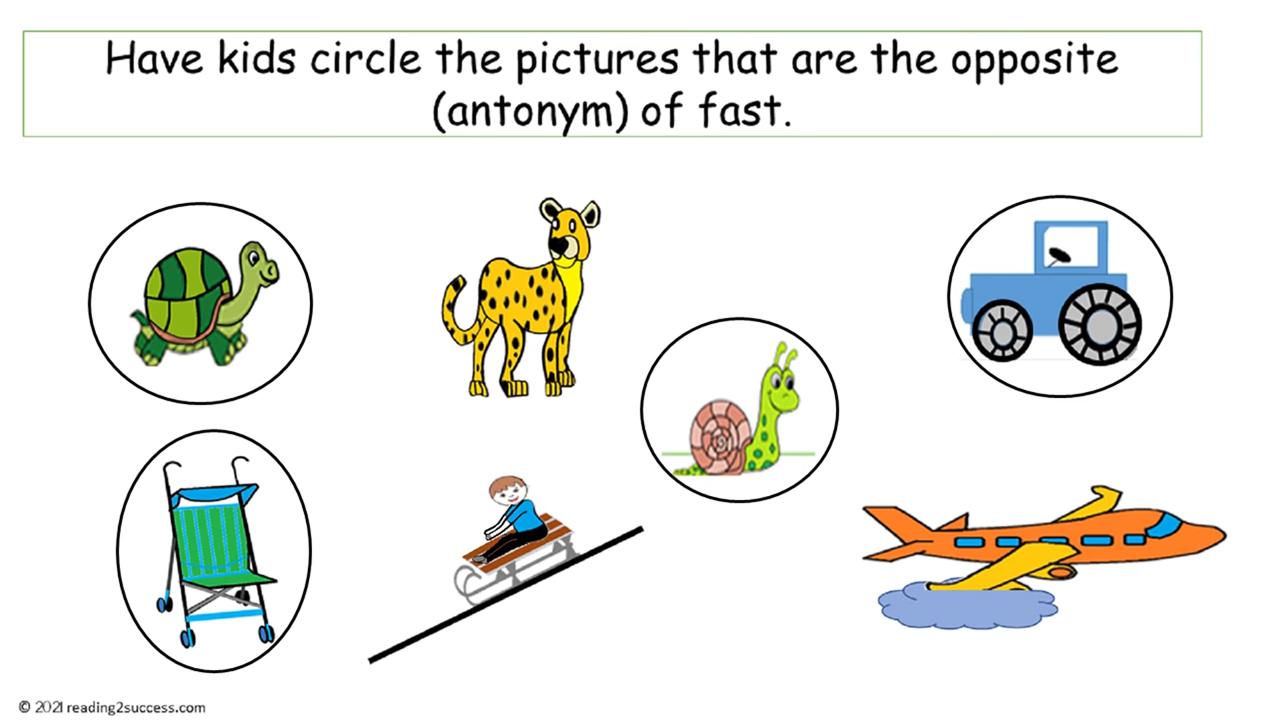 Have kids circle the pictures that are the opposite
(antonym) of fast.
© 2021 reading2success.com